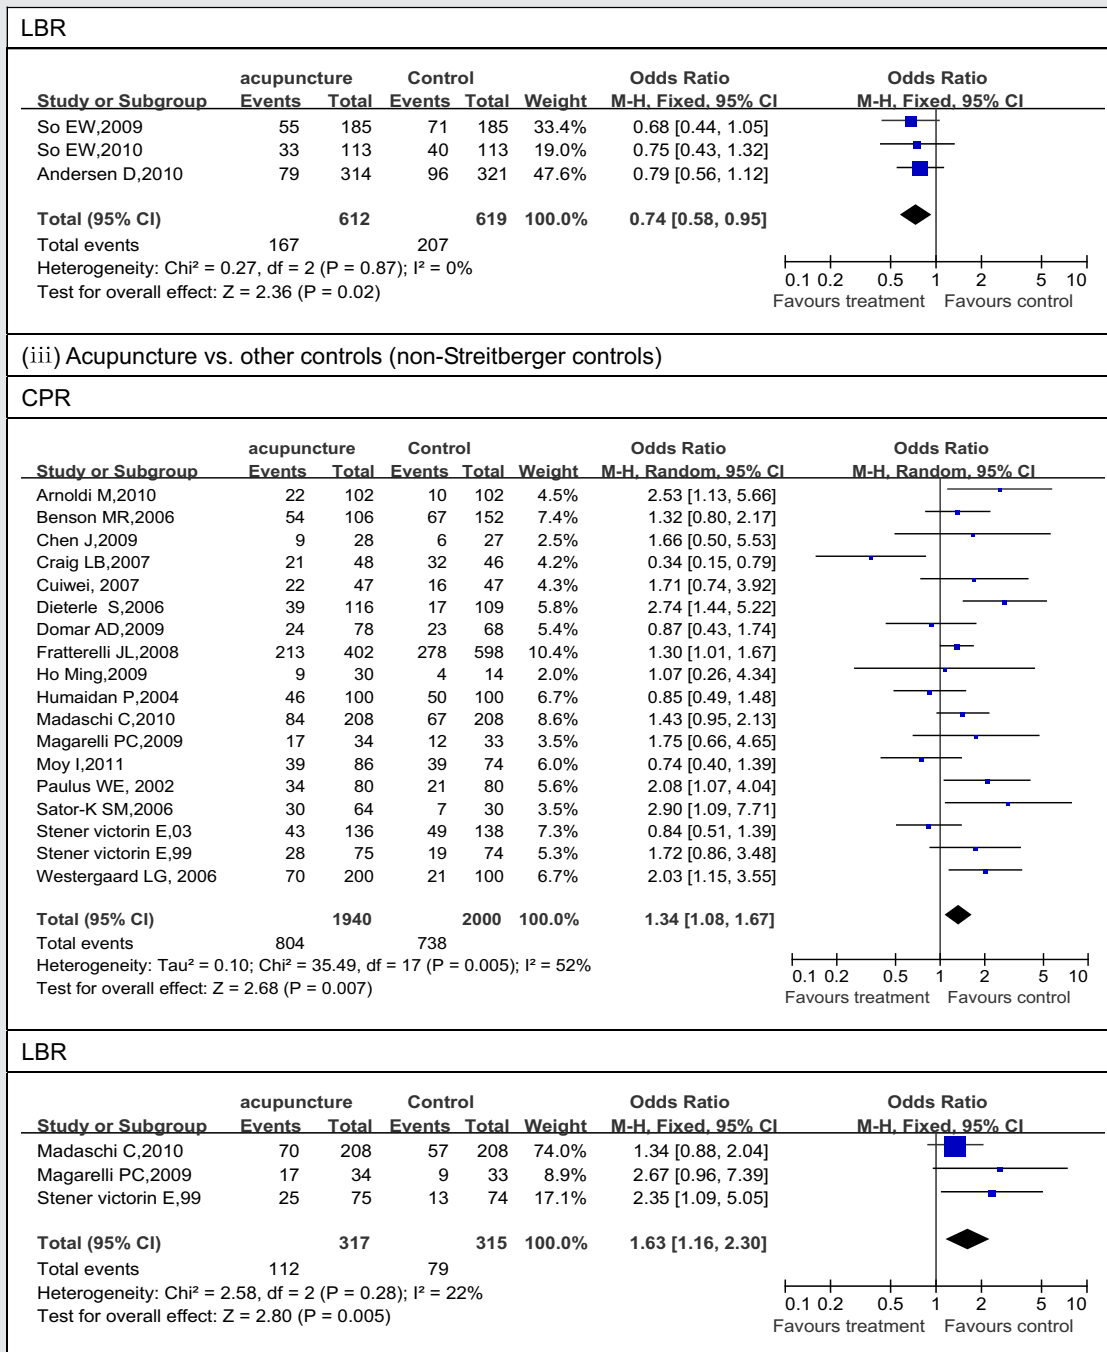 LBR
acupuncture Control Odds Ratio Odds Ratio
Study or Subgroup Events Total Events Total Weight M-H, Fixed, 95% CI M-H, Fixed, 95% CI
So EW,2009 55 185 71 185 33.4% 0.68 [0.44, 1.05]
So EW,2010 33 113 40 113 19.0% 0.75 [0.43, 1.32]
Andersen D,2010 79 314 96 321 47.6% 0.79 [0.56, 1.12]
Total (95% CI) 612 619 100.0% 0.74 [0.58, 0.95]
Total events 167 207
Heterogeneity: Chi² = 0.27, df = 2 (P = 0.87); I² = 0%
Test for overall effect: Z = 2.36 (P = 0.02)
0.1 0.2 0.5 1 2 5 10
Favours treatment Favours control
(iii) Acupuncture vs. other controls (non-Streitberger controls)
CPR
acupuncture Control Odds Ratio Odds Ratio
Study or Subgroup Events Total Events Total Weight M-H, Random, 95% CI M-H, Random, 95% CI
Arnoldi M,2010 22 102 10 102 4.5% 2.53 [1.13, 5.66]
Benson MR,2006 54 106 67 152 7.4% 1.32 [0.80, 2.17]
Chen J,2009 9 28 6 27 2.5% 1.66 [0.50, 5.53]
Craig LB,2007 21 48 32 46 4.2% 0.34 [0.15, 0.79]
Cuiwei, 2007 22 47 16 47 4.3% 1.71 [0.74, 3.92]
Dieterle S,2006 39 116 17 109 5.8% 2.74 [1.44, 5.22]
Domar AD,2009 24 78 23 68 5.4% 0.87 [0.43, 1.74]
Fratterelli JL,2008 213 402 278 598 10.4% 1.30 [1.01, 1.67]
Ho Ming,2009 9 30 4 14 2.0% 1.07 [0.26, 4.34]
Humaidan P,2004 46 100 50 100 6.7% 0.85 [0.49, 1.48]
Madaschi C,2010 84 208 67 208 8.6% 1.43 [0.95, 2.13]
Magarelli PC,2009 17 34 12 33 3.5% 1.75 [0.66, 4.65]
Moy I,2011 39 86 39 74 6.0% 0.74 [0.40, 1.39]
Paulus WE, 2002 34 80 21 80 5.6% 2.08 [1.07, 4.04]
Sator-K SM,2006 30 64 7 30 3.5% 2.90 [1.09, 7.71]
Stener victorin E,03 43 136 49 138 7.3% 0.84 [0.51, 1.39]
Stener victorin E,99 28 75 19 74 5.3% 1.72 [0.86, 3.48]
Westergaard LG, 2006 70 200 21 100 6.7% 2.03 [1.15, 3.55]
Total (95% CI) 1940 2000 100.0% 1.34 [1.08, 1.67]
Total events 804 738
Heterogeneity: Tau² = 0.10; Chi² = 35.49, df = 17 (P = 0.005); I² = 52%
Test for overall effect: Z = 2.68 (P = 0.007)
0.1 0.2 0.5 1 2 5 10
Favours treatment Favours control
LBR
acupuncture Control Odds Ratio Odds Ratio
Study or Subgroup Events Total Events Total Weight M-H, Fixed, 95% CI M-H, Fixed, 95% CI
Madaschi C,2010 70 208 57 208 74.0% 1.34 [0.88, 2.04]
Magarelli PC,2009 17 34 9 33 8.9% 2.67 [0.96, 7.39]
Stener victorin E,99 25 75 13 74 17.1% 2.35 [1.09, 5.05]
Total (95% CI) 317 315 100.0% 1.63 [1.16, 2.30]
Total events 112 79
Heterogeneity: Chi² = 2.58, df = 2 (P = 0.28); I² = 22%
Test for overall effect: Z = 2.80 (P = 0.005)
0.1 0.2 0.5 1 2 5 10
Favours treatment Favours control